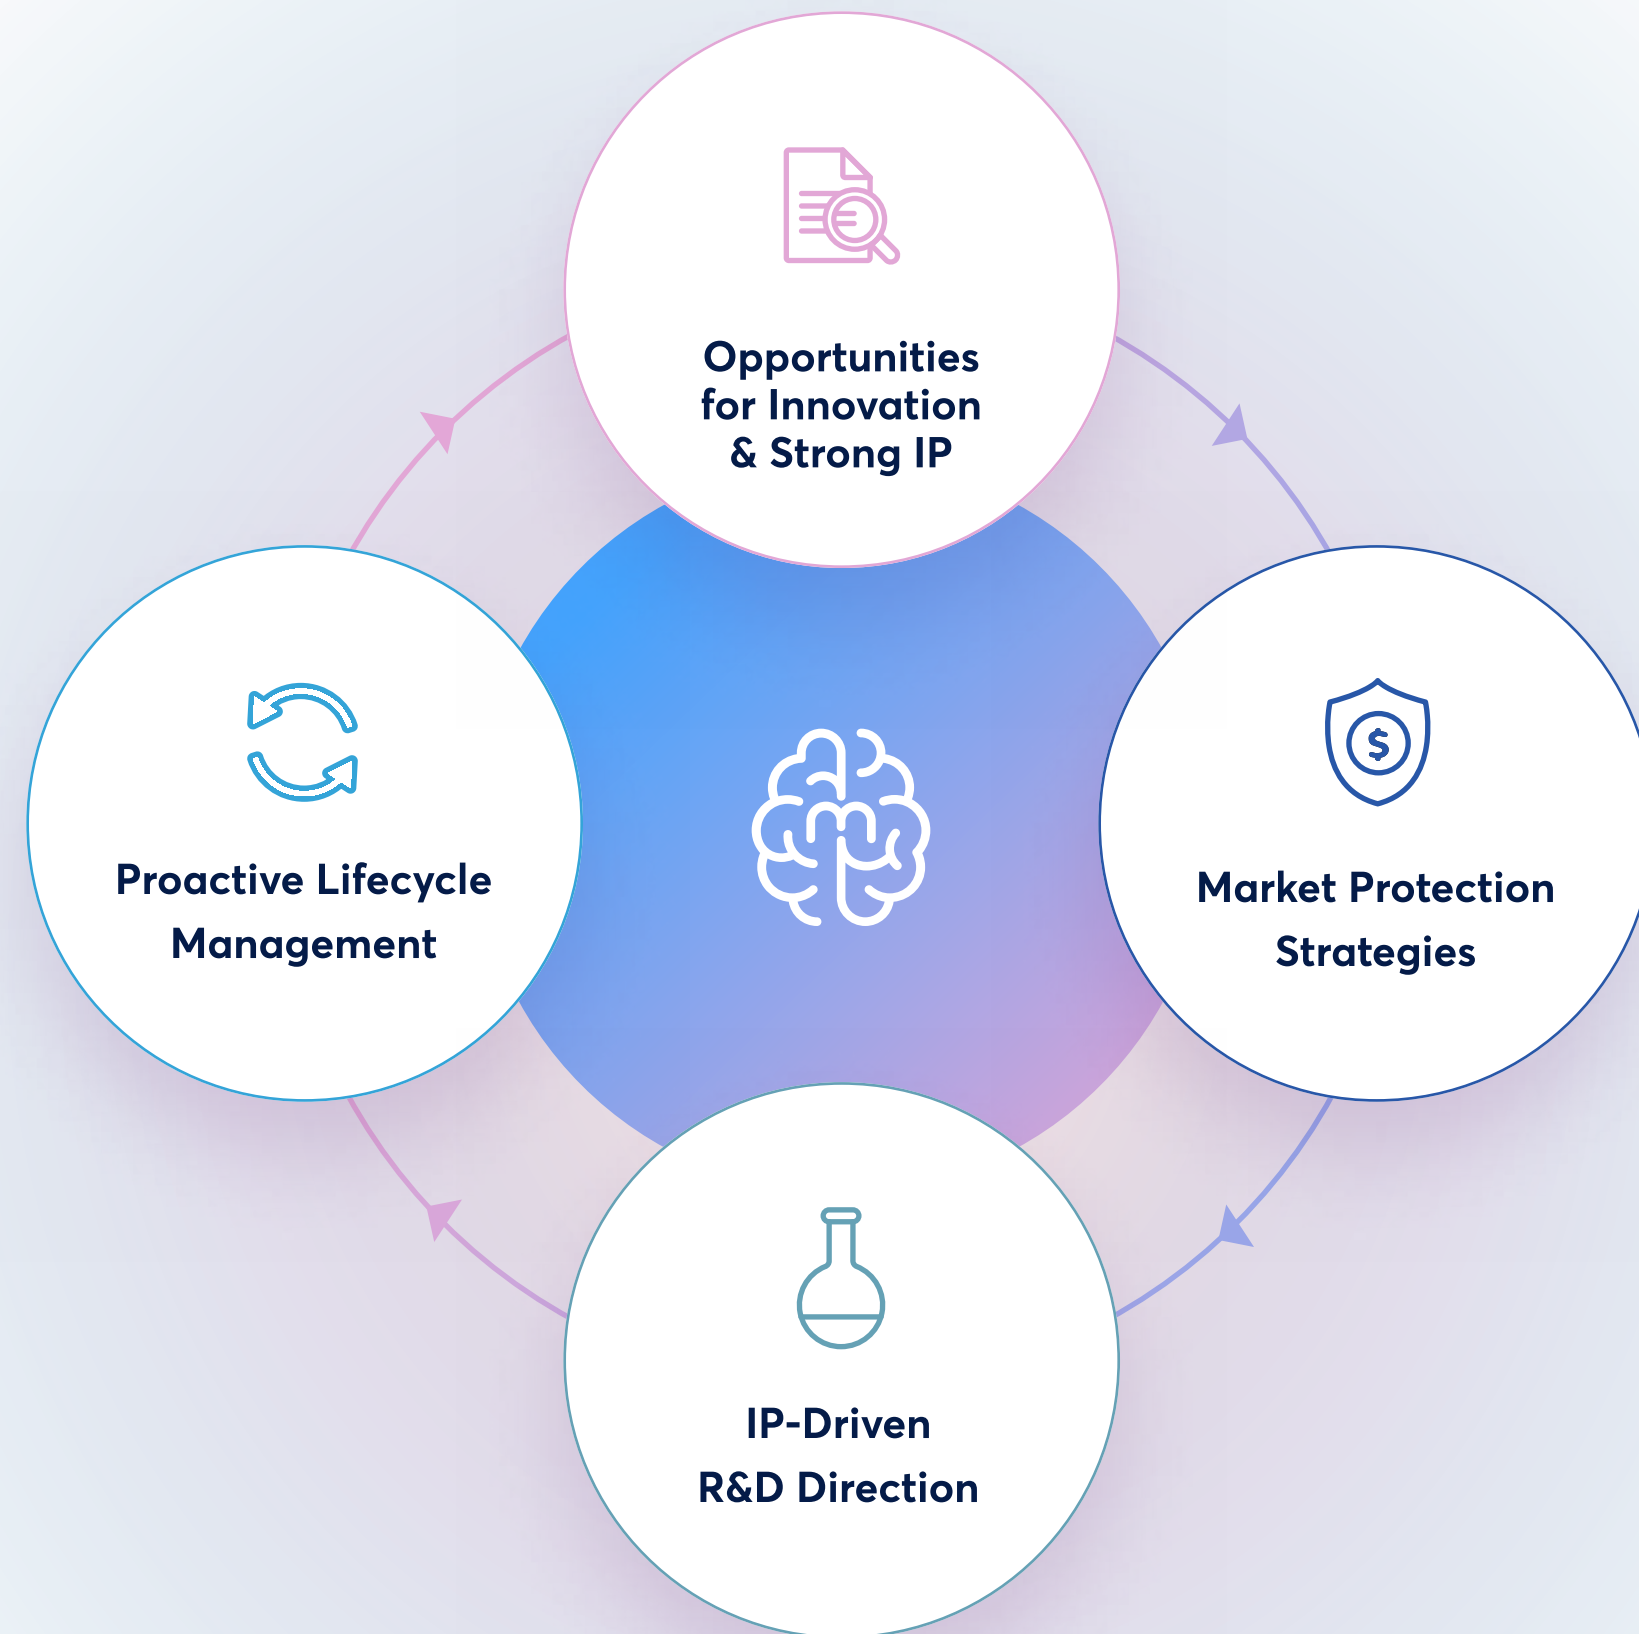 Opportunities
for Innovation
& Strong IP
Proactive Lifecycle
Management
$
Market Protection
Strategies
IP-Driven
R&D Direction